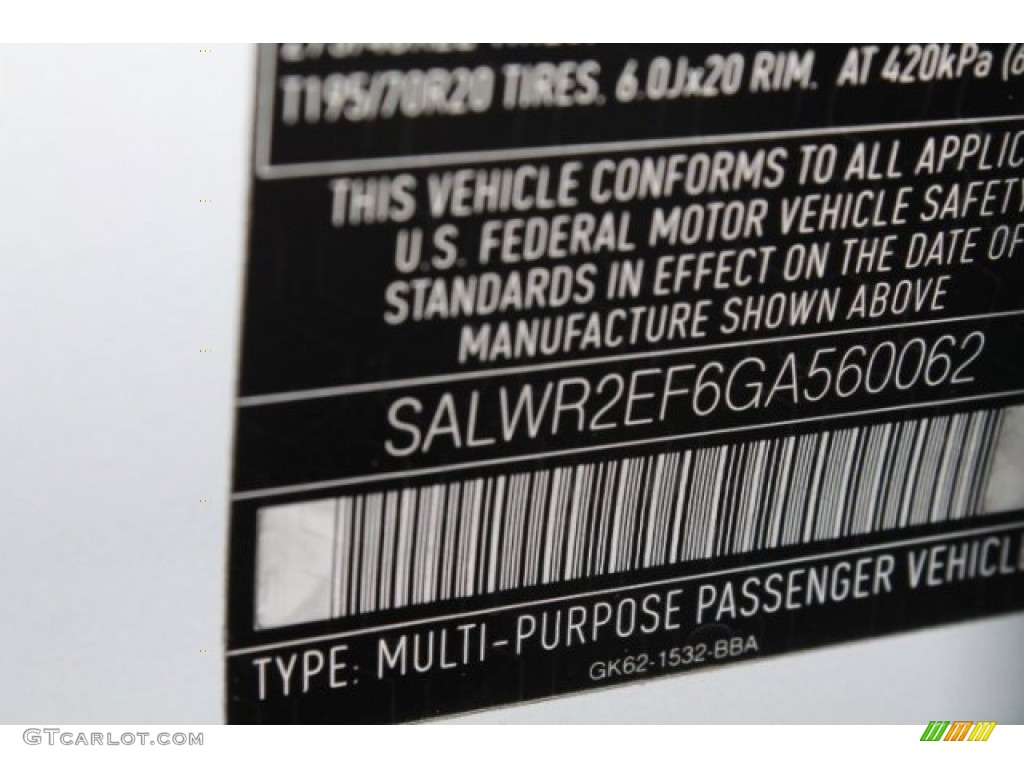 T195/70R20 TIRES. 6.0Jx20 RIM. AT 420kPa (6
THIS VEHICLE CONFORMS TO ALL APPLIC
U.S. FEDERAL MOTOR VEHICLE SAFETY
STANDARDS IN EFFECT ON THE DATE OF
MANUFACTURE SHOWN ABOVE
SALWR2EF6GA560062
TYPE: MULTI-PURPOSE PASSENGER VEHICL
GK62-1532-BBA
GTCARLOT.COM